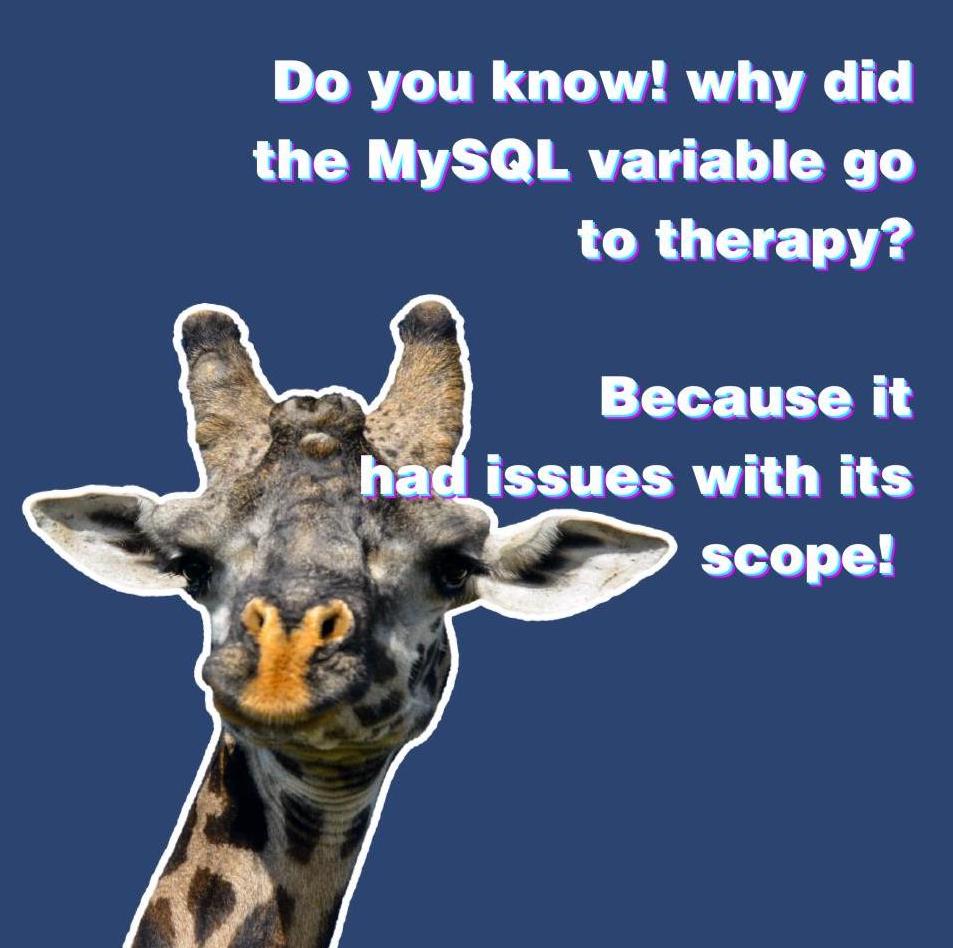 Do you know! why did
the MySQL variable go
to therapy?
Because it
had issues with its
scope!